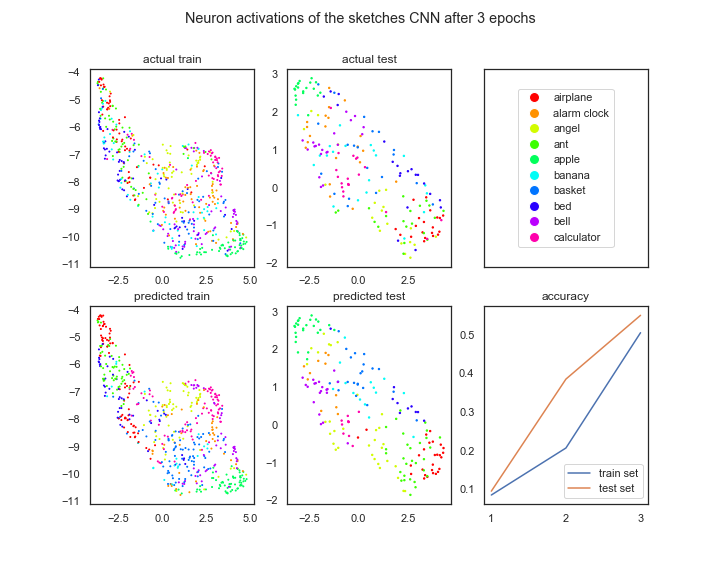 Neuron activations of the sketches CNN after 3 epochs
actual train
−4
−5
−6
−7
−8
−9
−10
−11
−2.5 0.0 2.5 5.0
actual test
3
2
1
0
−1
−2
−2.5 0.0 2.5
airplane
alarm clock
angel
ant
apple
banana
basket
bed
bell
calculator
predicted train
−4
−5
−6
−7
−8
−9
−10
−11
−2.5 0.0 2.5 5.0
predicted test
3
2
1
0
−1
−2
−2.5 0.0 2.5
accuracy
0.5
0.4
0.3
0.2
0.1
train set
test set
1 2 3